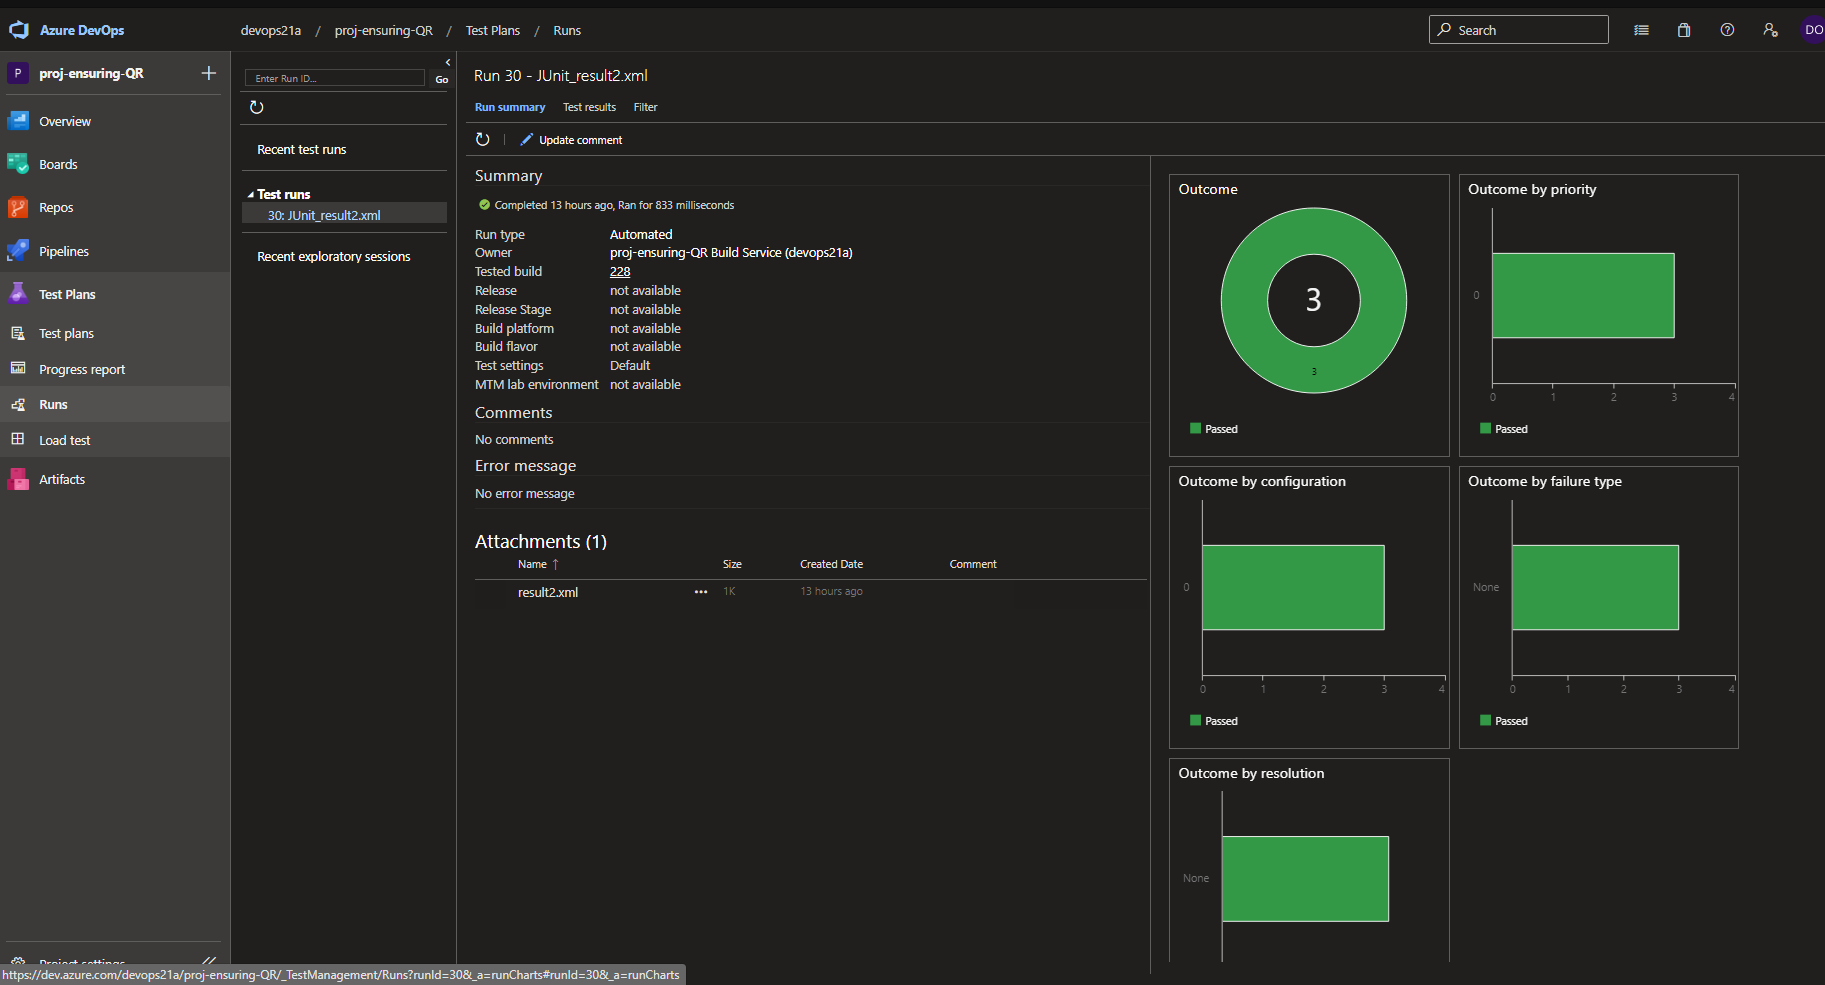 Azure DevOps
devops21a / proj-ensuring-QR / Test Plans / Runs
Search
DO
P proj-ensuring-QR
Overview
Boards
Repos
Pipelines
Test Plans
Test plans
Progress report
Runs
Load test
Artifacts
Project settings
Enter Run ID...
Go
Recent test runs
Test runs
30: JUnit_result2.xml
Recent exploratory sessions
Run 30 - JUnit_result2.xml
Run summary Test results Filter
Update comment
Summary
Completed 13 hours ago, Ran for 833 milliseconds
Run type Automated
Owner proj-ensuring-QR Build Service (devops21a)
Tested build 228
Release not available
Release Stage not available
Build platform not available
Build flavor not available
Test settings Default
MTM lab environment not available
Comments
No comments
Error message
No error message
Attachments (1)
Name ↑ Size Created Date Comment
result2.xml ••• 1K 13 hours ago
Outcome
3
3
Passed
Outcome by priority
0
0 1 2 3 4
Passed
Outcome by configuration
0
0 1 2 3 4
Passed
Outcome by failure type
None
0 1 2 3 4
Passed
Outcome by resolution
None
https://dev.azure.com/devops21a/proj-ensuring-QR/_TestManagement/Runs?runId=30&_a=runCharts#runId=30&_a=runCharts